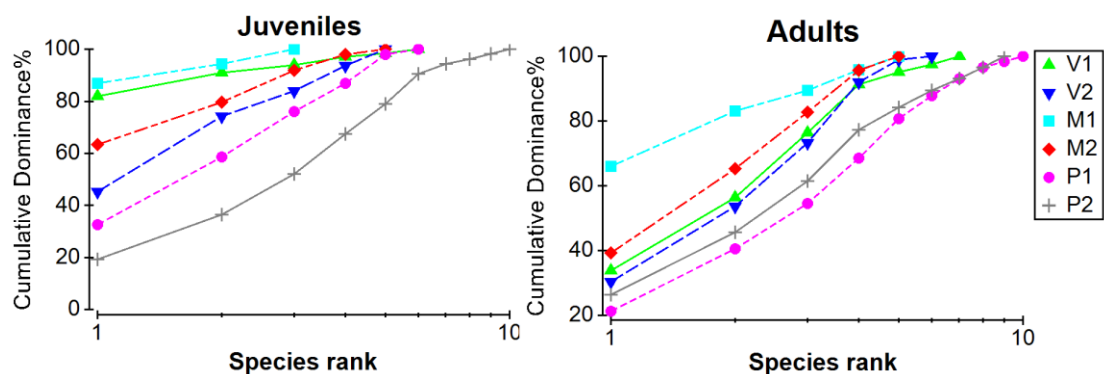 Juveniles
Cumulative Dominance%
100
80
60
40
20
0
1
10
Species rank
Adults
Cumulative Dominance%
100
80
60
40
20
1
10
Species rank
V1
V2
M1
M2
P1
P2